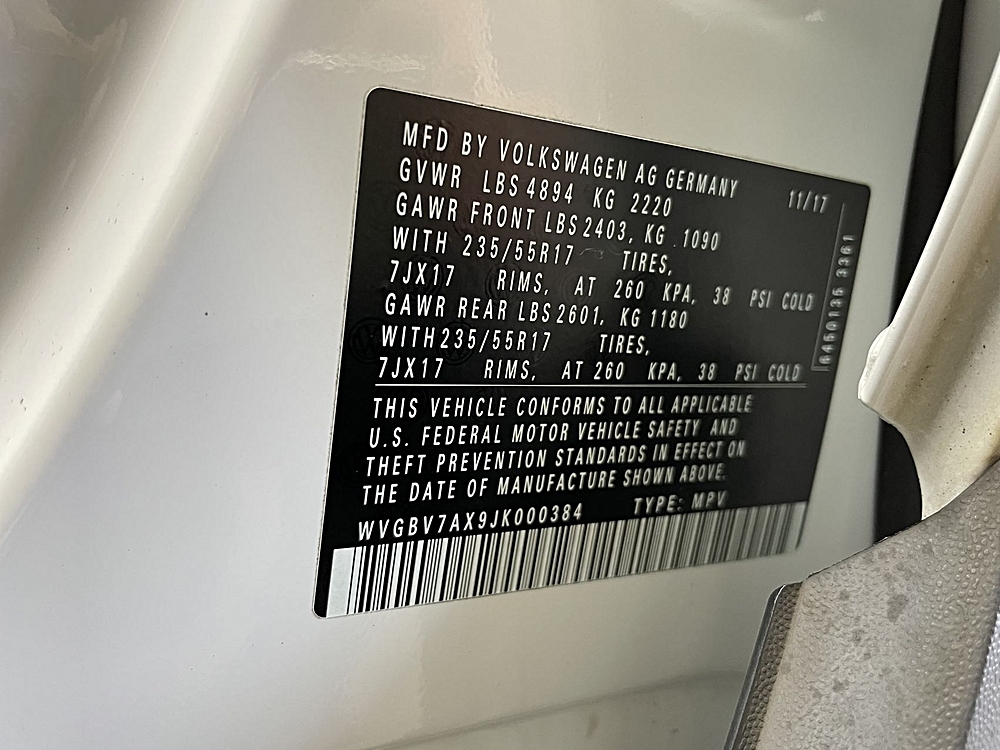 MFD BY VOLKSWAGEN AG GERMANY 11/17
GVWR LBS 4894 KG 2220
GAWR FRONT LBS 2403, KG 1090
WITH 235/55R17 TIRES,
7JX17 RIMS, AT 260 KPA, 38 PSI COLD
GAWR REAR LBS 2601, KG 1180
WITH 235/55R17 TIRES,
7JX17 RIMS, AT 260 KPA, 38 PSI COLD
THIS VEHICLE CONFORMS TO ALL APPLICABLE
U.S. FEDERAL MOTOR VEHICLE SAFETY AND
THEFT PREVENTION STANDARDS IN EFFECT ON
THE DATE OF MANUFACTURE SHOWN ABOVE.
WVGBV7AX9JK000384 TYPE: MPV